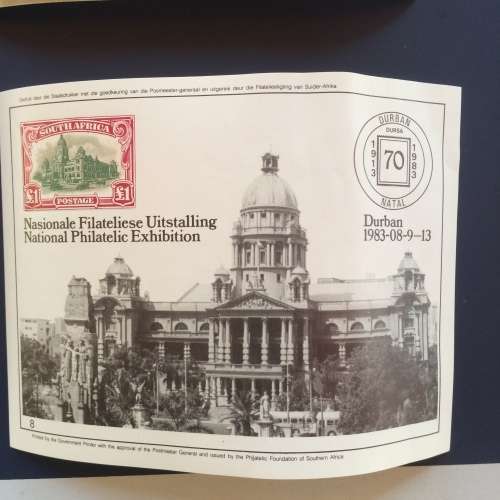 Gedruk deur die Staatsdrukker met die goedkeuring van die Posmeester-generaal en uitgereik deur die Filateliestigting van Suider-Afrika
SOUTH AFRICA
£1 £1
POSTAGE
DURBAN
DURSA
1913 70 1983
NATAL
Nasionale Filateliese Uitstalling
National Philatelic Exhibition
Durban
1983-08-9—13
8
Printed by the Government Printer with the approval of the Postmaster General and issued by the Philatelic Foundation of Southern Africa